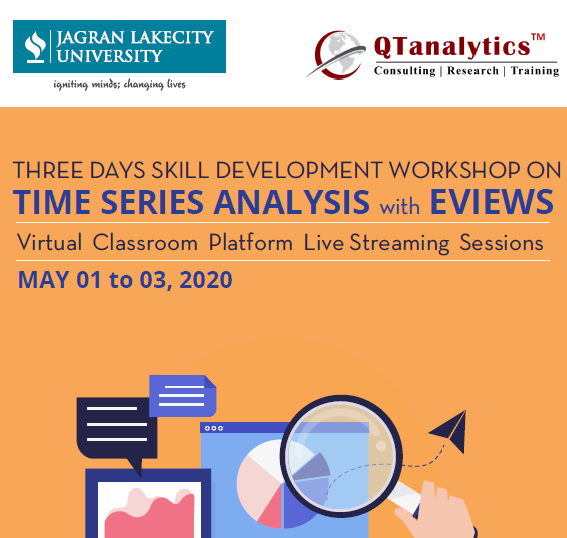 JAGRAN LAKECITY
UNIVERSITY
igniting minds; changing lives
QTanalytics™
Consulting | Research | Training
THREE DAYS SKILL DEVELOPMENT WORKSHOP ON
TIME SERIES ANALYSIS with EVIEWS
Virtual Classroom Platform Live Streaming Sessions
MAY 01 to 03, 2020